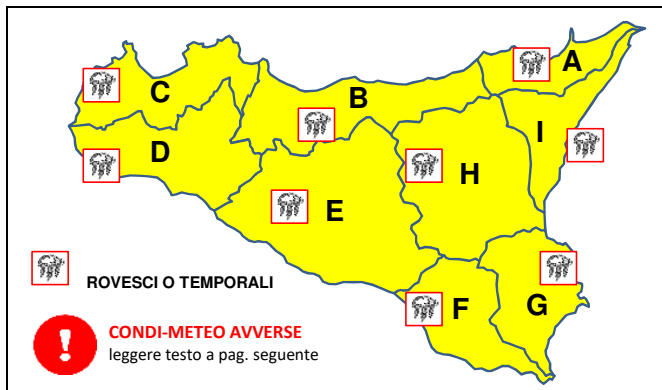 A
C
B
I
D
H
E
F
G
ROVESCI O TEMPORALI
!
CONDI-METEO AVVERSE
leggere testo a pag. seguente